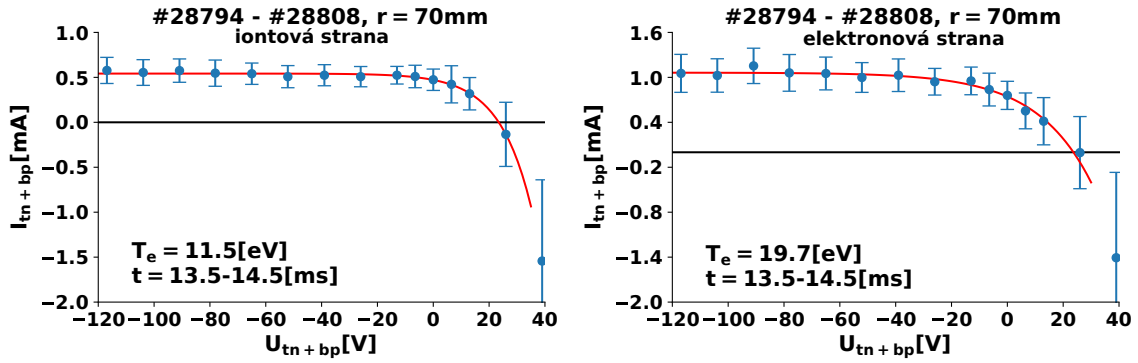 #28794 - #28808, r = 70mm
iontová strana
1.0
0.5
0.0
−0.5
−1.0
−1.5
−2.0
I_tn + bp[mA]
T_e = 11.5[eV]
t = 13.5-14.5[ms]
−120 −100 −80 −60 −40 −20 0 20 40
U_tn + bp[V]
#28794 - #28808, r = 70mm
elektronová strana
1.6
1.0
0.4
−0.2
−0.8
−1.4
−2.0
I_tn + bp[mA]
T_e = 19.7[eV]
t = 13.5-14.5[ms]
−120 −100 −80 −60 −40 −20 0 20 40
U_tn + bp[V]